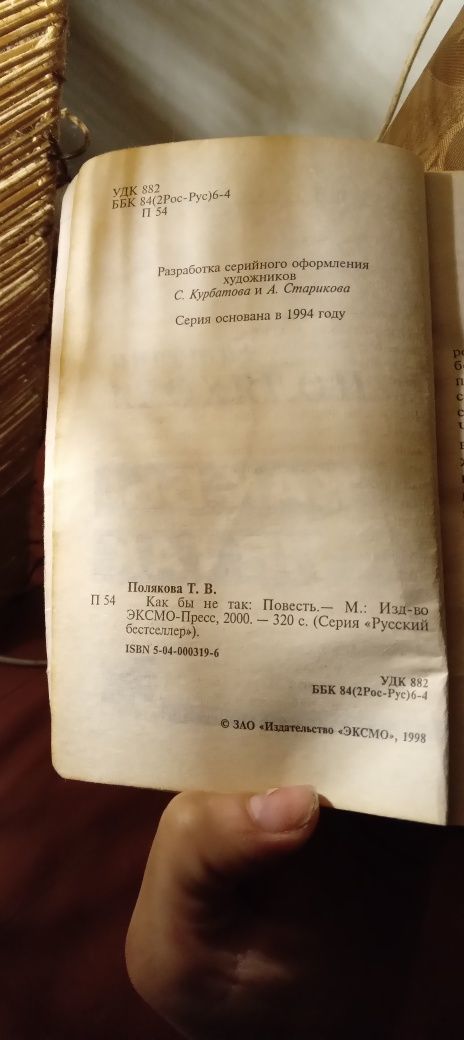 УДК 882
ББК 84(2Рос-Рус)6-4
П 54
Разработка серийного оформления
художников
С. Курбатова и А. Старикова
Серия основана в 1994 году
Полякова Т. В.
П 54 Как бы не так: Повесть.— М.: Изд-во
ЭКСМО-Пресс, 2000. — 320 с. (Серия «Русский
бестселлер»).
ISBN 5-04-000319-6
УДК 882
ББК 84(2Рос-Рус)6-4
© ЗАО «Издательство «ЭКСМО», 1998